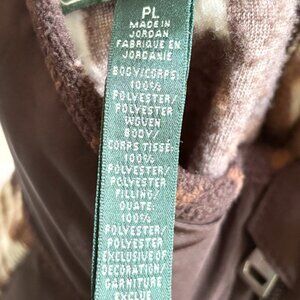 PL
MADE IN
JORDAN
FABRIQUE EN
JORDANIE
BODY/CORPS:
100%
POLYESTER/
POLYESTER
WOVEN
BODY/
CORPS TISSE:
100%
POLYESTER/
POLYESTER
FILLING/
OUATE:
100%
POLYESTER/
POLYESTER
EXCLUSIVE OF
DECORATION/
GARNITURE
EXCLUE